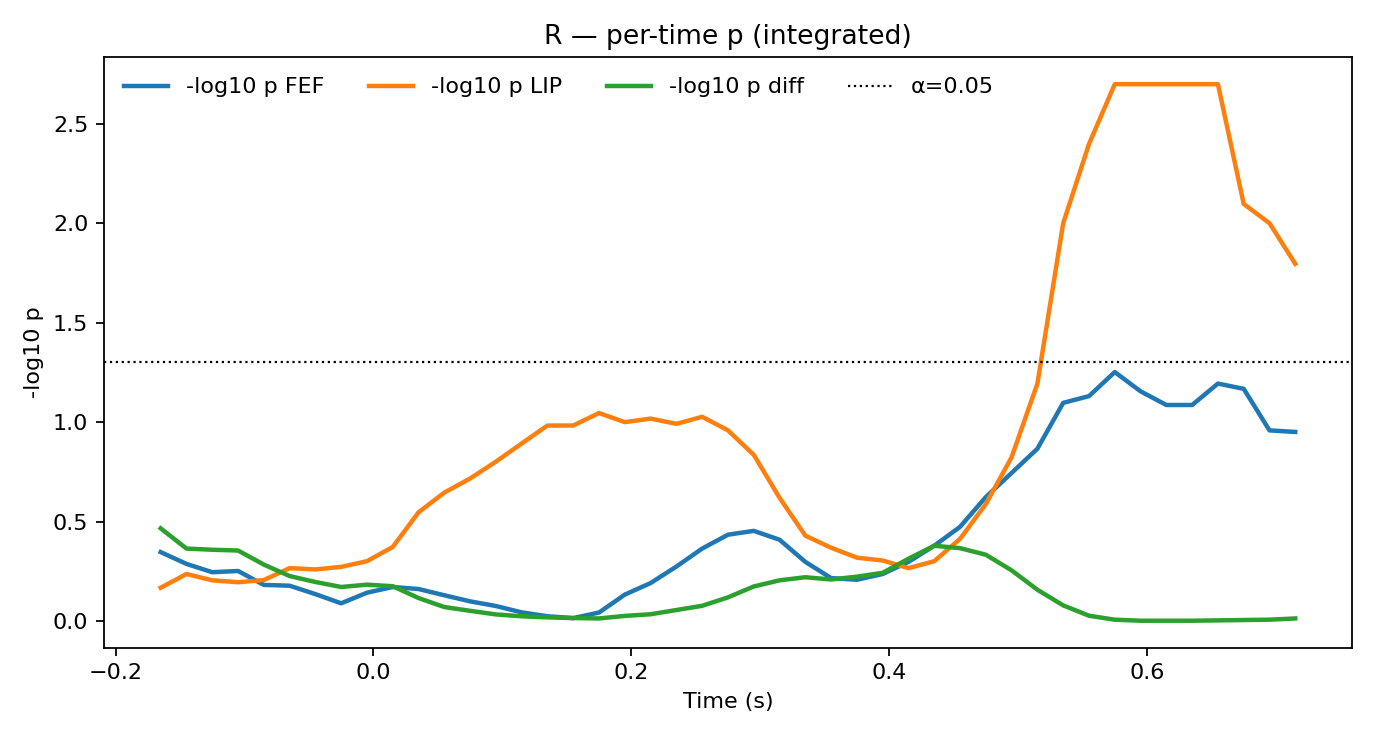 R — per-time p (integrated)
-log10 p FEF -log10 p LIP -log10 p diff α=0.05
2.5
2.0
1.5
1.0
0.5
0.0
-log10 p
−0.2 0.0 0.2 0.4 0.6
Time (s)